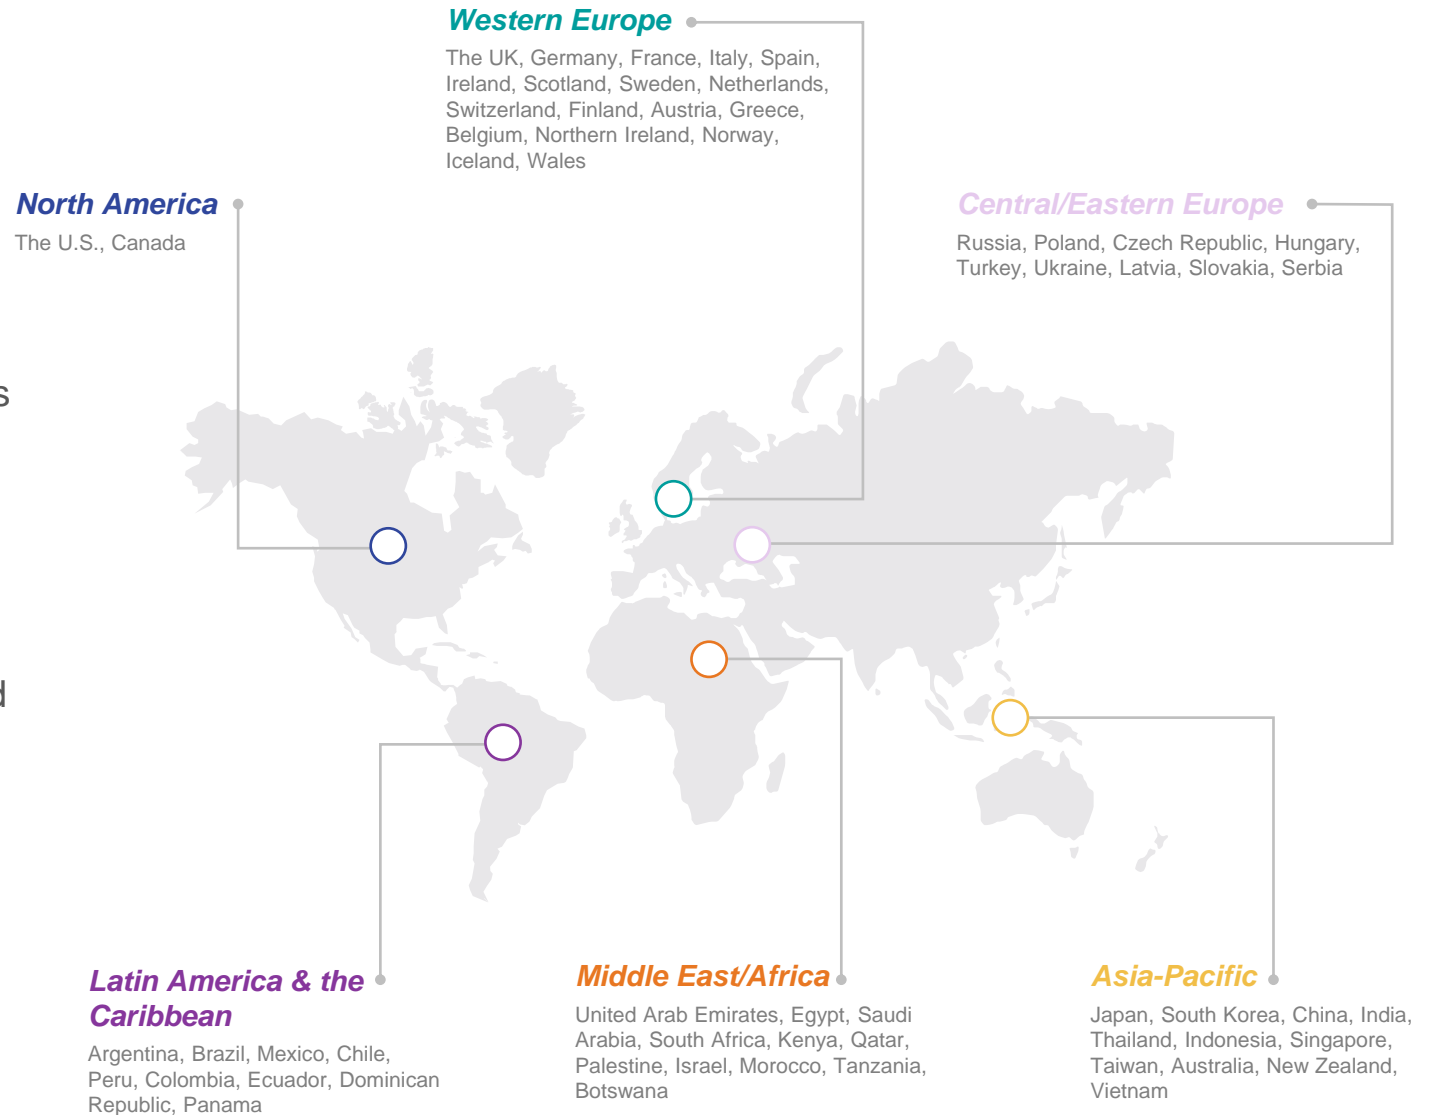 Western Europe
The UK, Germany, France, Italy, Spain,
Ireland, Scotland, Sweden, Netherlands,
Switzerland, Finland, Austria, Greece,
Belgium, Northern Ireland, Norway,
Iceland, Wales
North America
The U.S., Canada
Central/Eastern Europe
Russia, Poland, Czech Republic, Hungary,
Turkey, Ukraine, Latvia, Slovakia, Serbia
s
Latin America & the
Caribbean
Argentina, Brazil, Mexico, Chile,
Peru, Colombia, Ecuador, Dominican
Republic, Panama
Middle East/Africa
United Arab Emirates, Egypt, Saudi
Arabia, South Africa, Kenya, Qatar,
Palestine, Israel, Morocco, Tanzania,
Botswana
Asia-Pacific
Japan, South Korea, China, India,
Thailand, Indonesia, Singapore,
Taiwan, Australia, New Zealand,
Vietnam